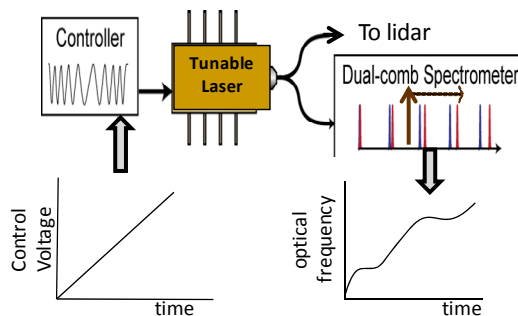 Controller
Tunable
Laser
To lidar
Dual-comb Spectrometer
Control
Voltage
time
optical
frequency
time